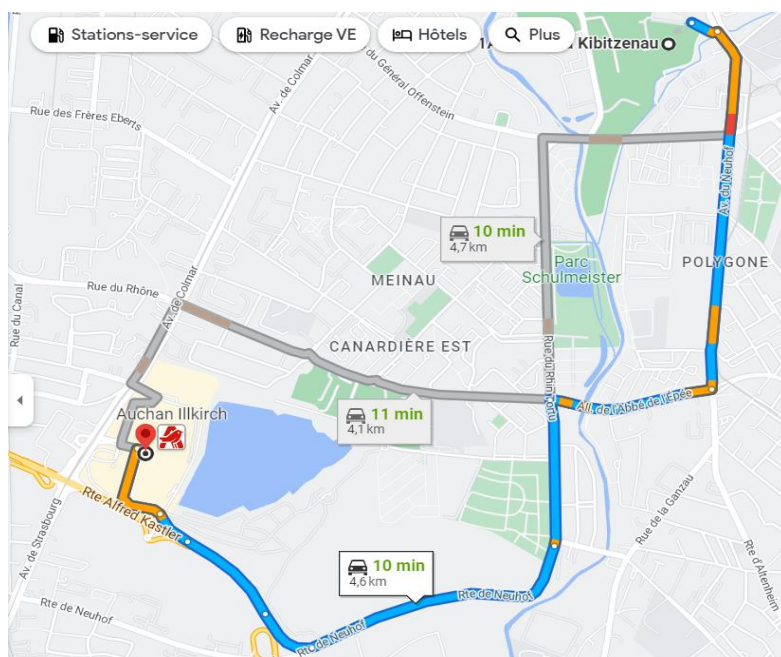 Stations-service
Recharge VE
Hôtels
Plus
Kibitzenau
Av. de Colmar
Rue du Général Offenstein
Rue des Frères Eberts
Av. du Neuhof
10 min
4,7 km
Parc
Schulmeister
POLYGONE
MEINAU
Rue du Rhône
Rue du Canal
Av. de Colmar
CANARDIÈRE EST
Rue du Rhin Tortu
All. de l'Abbé de l'Épée
11 min
4,1 km
Auchan Illkirch
Rte Alfred Kastler
Av. de Strasbourg
Rue de la Ganzau
Rte d'Altenheim
10 min
4,6 km
Rte de Neuhof
Rte de Neuhof
Rte de Neuhof